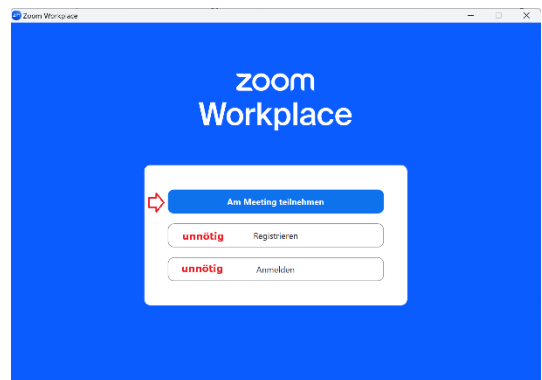 Zoom Workplace
zoom
Workplace
Am Meeting teilnehmen
unnötig Registrieren
unnötig Anmelden